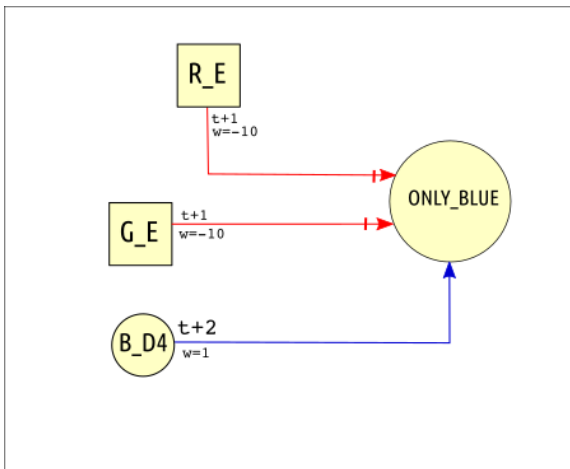 R_E
t+1
w=-10
ONLY_BLUE
G_E
t+1
w=-10
B_D4
t+2
w=1